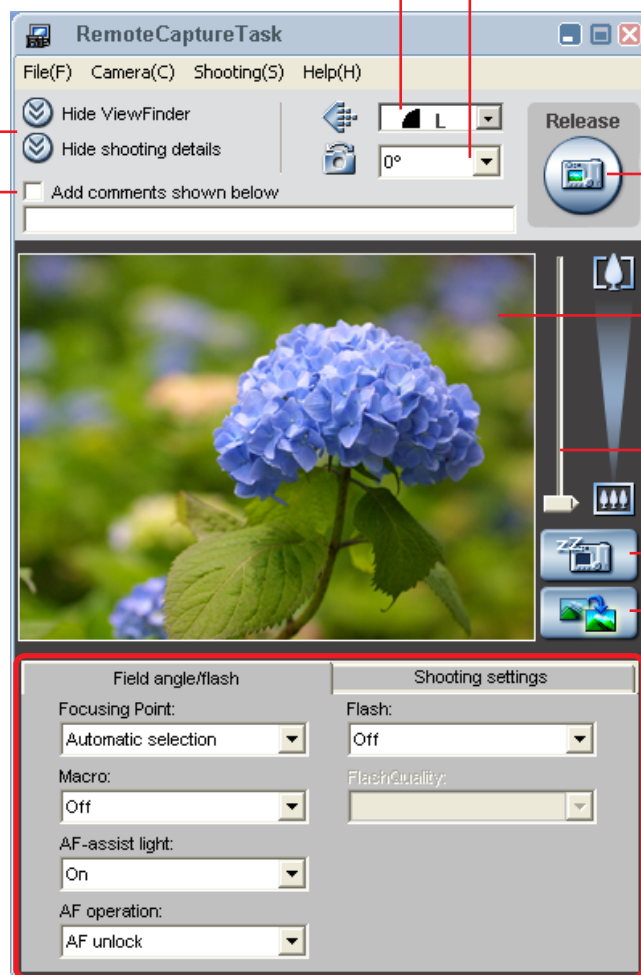 RemoteCaptureTask
File(F) Camera(C) Shooting(S) Help(H)
Hide ViewFinder
Hide shooting details
L
0°
Release
Add comments shown below
zZ
Field angle/flash
Shooting settings
Focusing Point:
Automatic selection
Flash:
Off
Macro:
Off
FlashQuality:
AF-assist light:
On
AF operation:
AF unlock